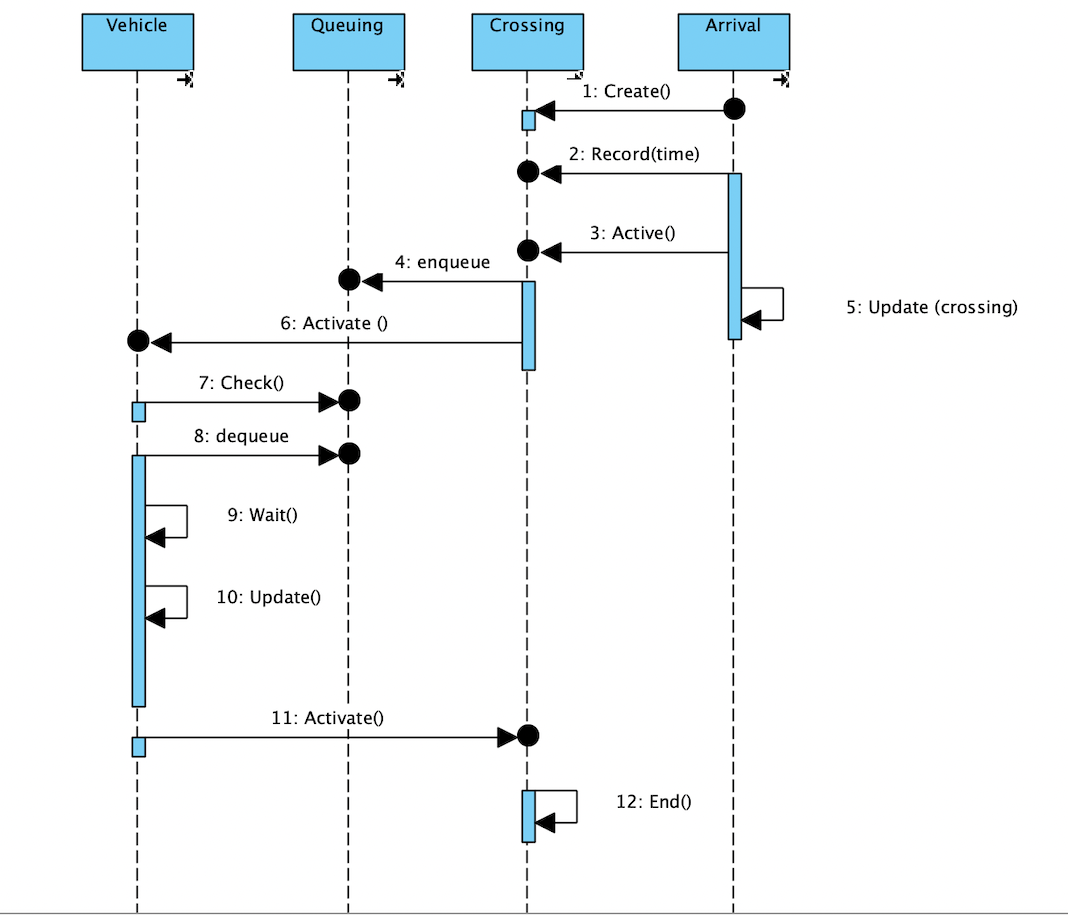 Vehicle
Queuing
Crossing
Arrival
1: Create()
2: Record(time)
3: Active()
4: enqueue
5: Update (crossing)
6: Activate ()
7: Check()
8: dequeue
9: Wait()
10: Update()
11: Activate()
12: End()